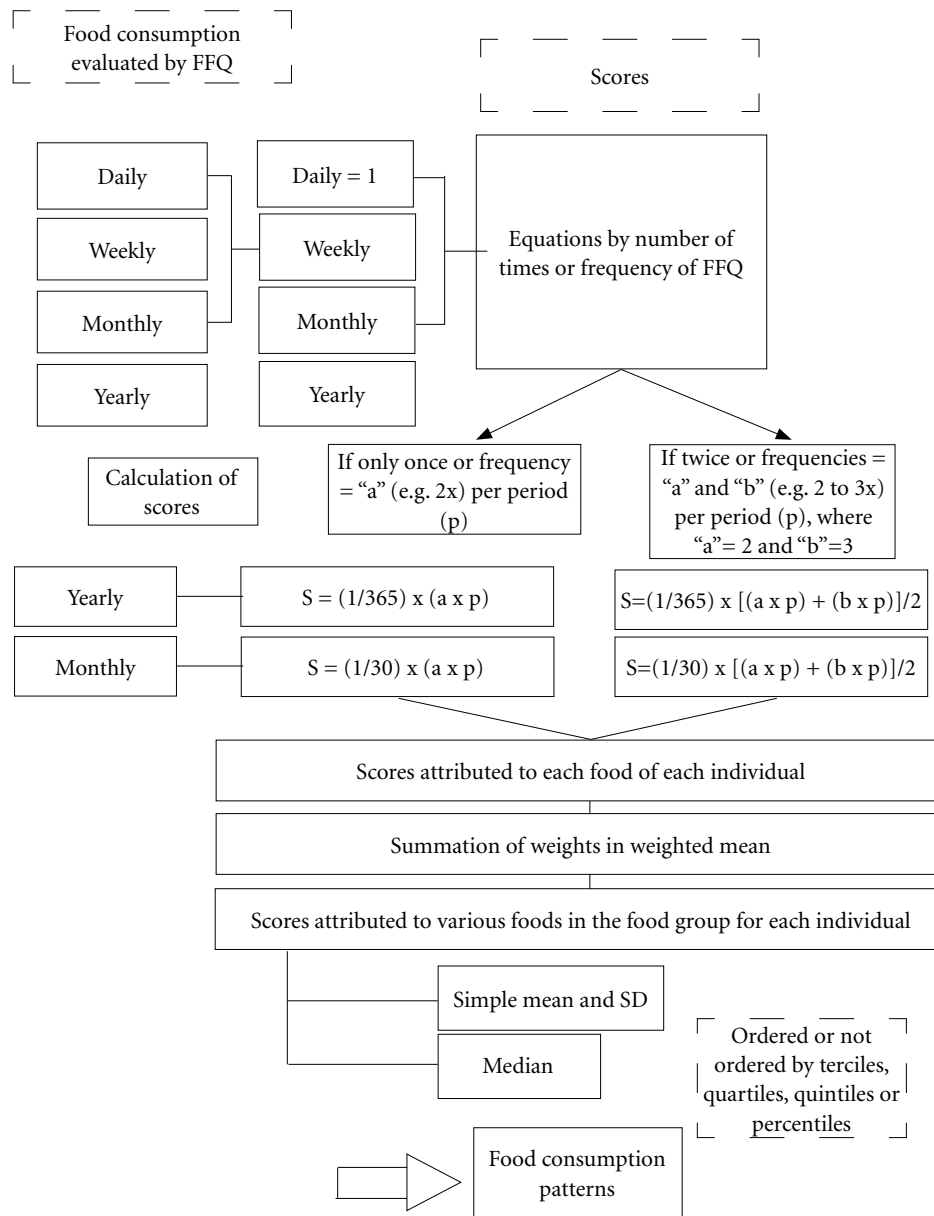 Food consumption
evaluated by FFQ
Scores
Daily
Daily = 1
Weekly
Weekly
Monthly
Monthly
Yearly
Yearly
Equations by number of
times or frequency of FFQ
Calculation of
scores
If only once or frequency
= “a” (e.g. 2x) per period
(p)
If twice or frequencies =
“a” and “b” (e.g. 2 to 3x)
per period (p), where
“a”= 2 and “b”=3
Yearly
S = (1/365) x (a x p)
S=(1/365) x [(a x p) + (b x p)]/2
Monthly
S = (1/30) x (a x p)
S=(1/30) x [(a x p) + (b x p)]/2
Scores attributed to each food of each individual
Summation of weights in weighted mean
Scores attributed to various foods in the food group for each individual
Simple mean and SD
Median
Ordered or not
ordered by terciles,
quartiles, quintiles or
percentiles
Food consumption
patterns